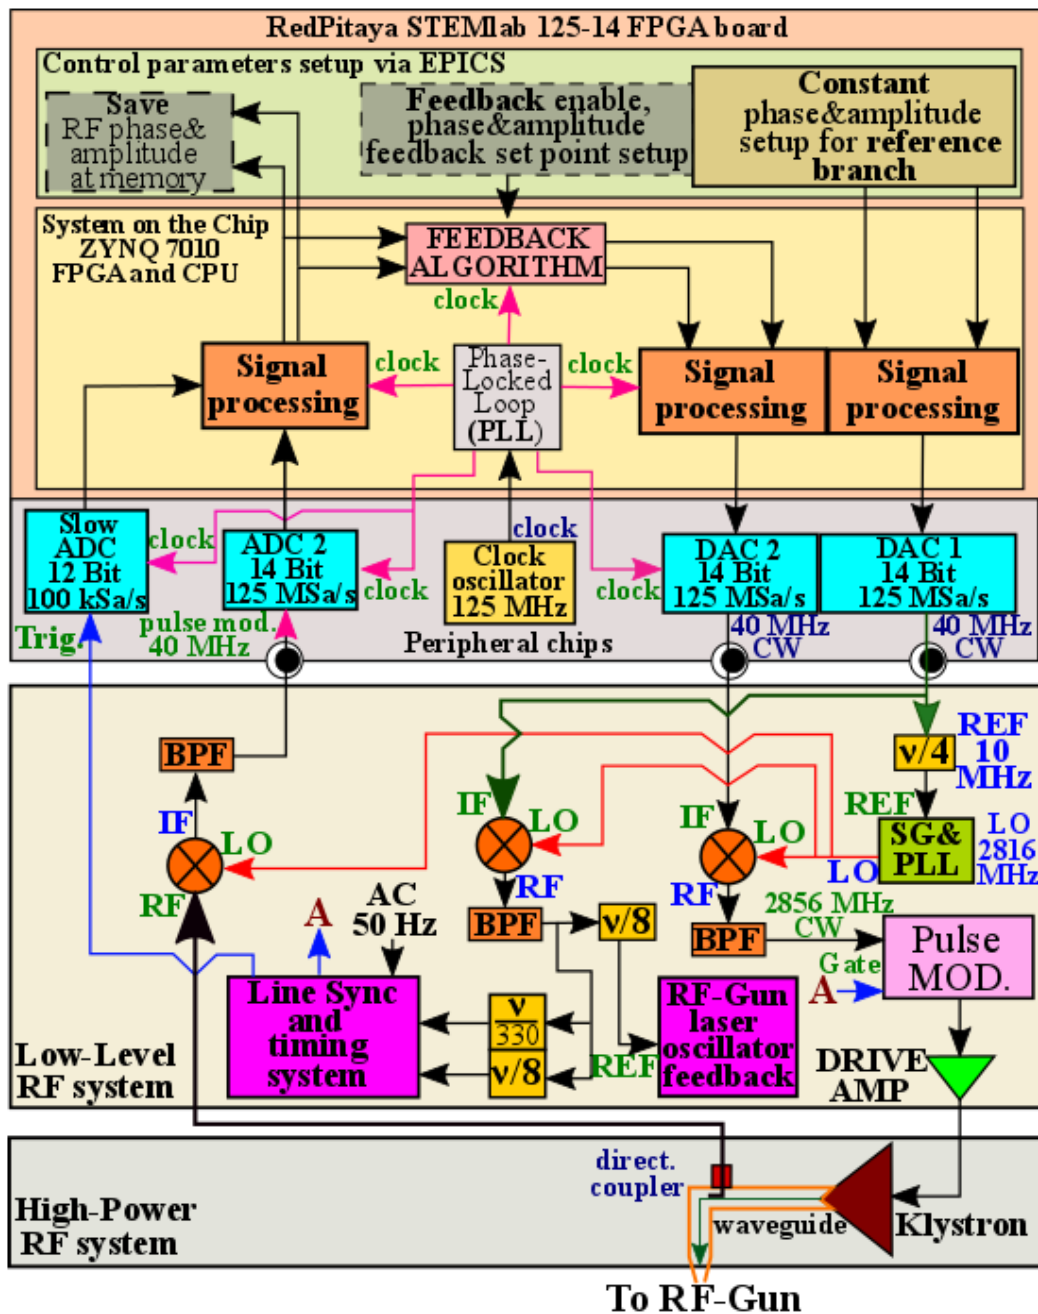 RedPitaya STEMlab 125-14 FPGA board
Control parameters setup via EPICS
Save
RF phase&
amplitude
at memory
Feedback enable,
phase&amplitude
feedback set point setup
Constant
phase&amplitude
setup for reference
branch
System on the Chip
ZYNQ 7010
FPGA and CPU
FEEDBACK
ALGORITHM
clock
Signal
processing
clock
Phase-
Locked
Loop
(PLL)
clock
Signal
processing
Signal
processing
Slow
ADC
12 Bit
100 kSa/s
clock
ADC 2
14 Bit
125 MSa/s
clock
clock
Clock
oscillator
125 MHz
clock
DAC 2
14 Bit
125 MSa/s
DAC 1
14 Bit
125 MSa/s
Trig.
pulse mod.
40 MHz
Peripheral chips
40 MHz
CW
40 MHz
CW
BPF
IF
LO
RF
IF
LO
RF
BPF
ν/8
IF
LO
RF
BPF
ν/4
REF
10
MHz
REF
SG&
PLL
LO
2816
MHz
LO
2856 MHz
CW
Gate
A
Pulse
MOD.
A
AC
50 Hz
Line Sync
and
timing
system
ν
330
ν/8
REF
RF-Gun
laser
oscillator
feedback
DRIVE
AMP
Low-Level
RF system
direct.
coupler
waveguide
Klystron
High-Power
RF system
To RF-Gun